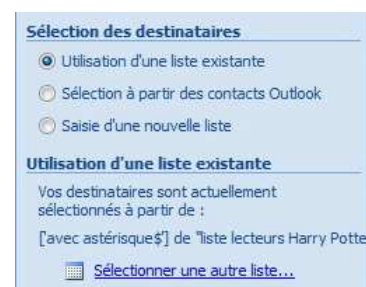 Sélection des destinataires
Utilisation d'une liste existante
Sélection à partir des contacts Outlook
Saisie d'une nouvelle liste
Utilisation d'une liste existante
Vos destinataires sont actuellement
sélectionnés à partir de :
['avec astérisque$'] de "liste lecteurs Harry Potte
Sélectionner une autre liste...